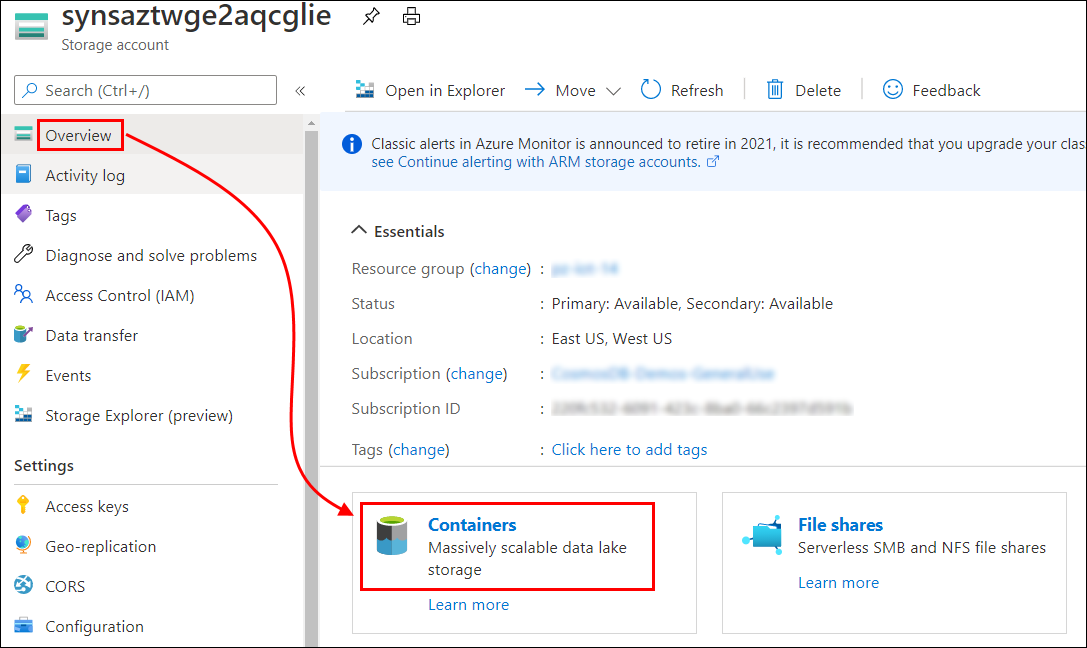 synsaztwge2aqcglie
Storage account
Search (Ctrl+/)
«
Overview
Activity log
Tags
Diagnose and solve problems
Access Control (IAM)
Data transfer
Events
Storage Explorer (preview)
Settings
Access keys
Geo-replication
CORS
Configuration
Open in Explorer
Move
Refresh
Delete
Feedback
Classic alerts in Azure Monitor is announced to retire in 2021, it is recommended that you upgrade your clas
see Continue alerting with ARM storage accounts.
Essentials
Resource group (change) :
Status : Primary: Available, Secondary: Available
Location : East US, West US
Subscription (change) :
Subscription ID :
Tags (change) : Click here to add tags
Containers
Massively scalable data lake
storage
Learn more
File shares
Serverless SMB and NFS file shares
Learn more